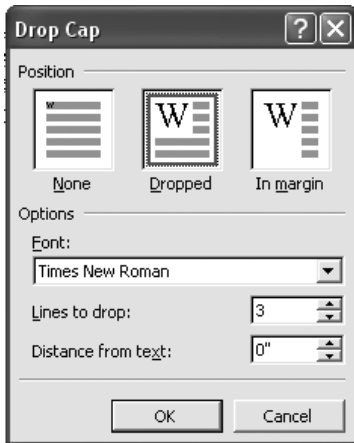 Drop Cap
Position
W
W
W
None Dropped In margin
Options
Font:
Times New Roman
Lines to drop: 3
Distance from text: 0"
OK Cancel